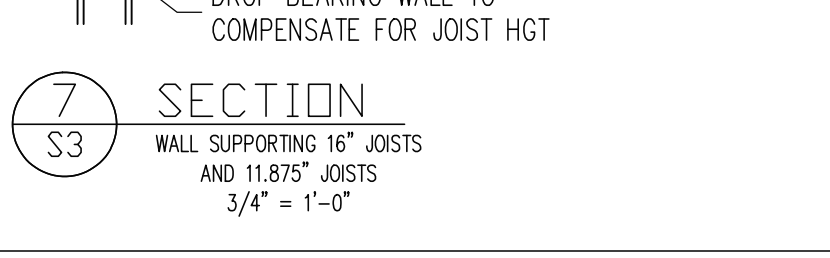 DROP BEARING WALL TO
COMPENSATE FOR JOIST HGT
7
S3
SECTION
WALL SUPPORTING 16" JOISTS
AND 11.875" JOISTS
3/4" = 1'-0"